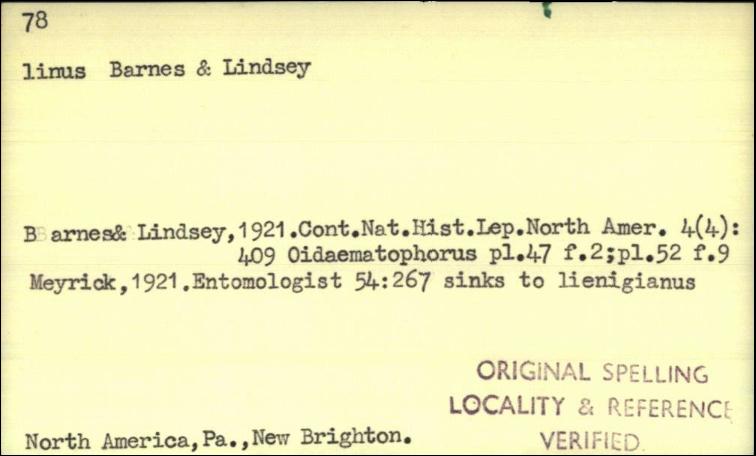 78
linus Barnes & Lindsey
Barnes& Lindsey,1921.Cont.Nat.Hist.Lep.North Amer. 4(4):
409 Oidaematophorus pl.47 f.2;pl.52 f.9
Meyrick,1921.Entomologist 54:267 sinks to lienigianus
ORIGINAL SPELLING
LOCALITY & REFERENCE
VERIFIED.
North America,Pa.,New Brighton.